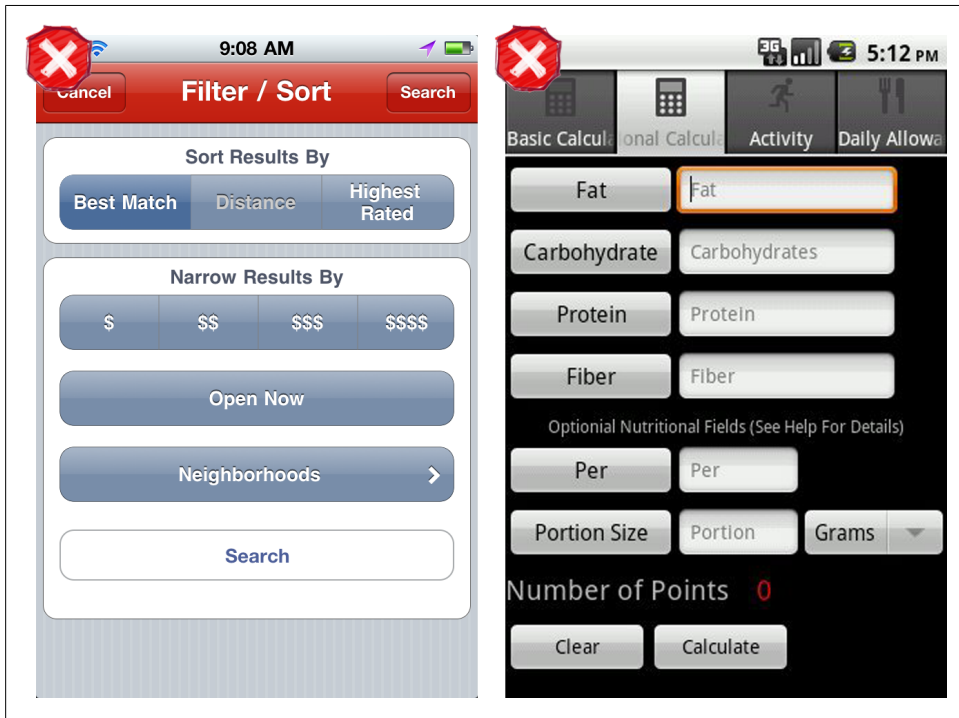 9:08 AM
Cancel
Filter / Sort
Search
Sort Results By
Best Match
Distance
Highest
Rated
Narrow Results By
$
$$
$$$
$$$$
Open Now
Neighborhoods
Search
3G
5:12 PM
Basic Calcula
ional Calcula
Activity
Daily Allowa
Fat
Fat
Carbohydrate
Carbohydrates
Protein
Protein
Fiber
Fiber
Optionial Nutritional Fields (See Help For Details)
Per
Per
Portion Size
Portion
Grams
Number of Points 0
Clear
Calculate